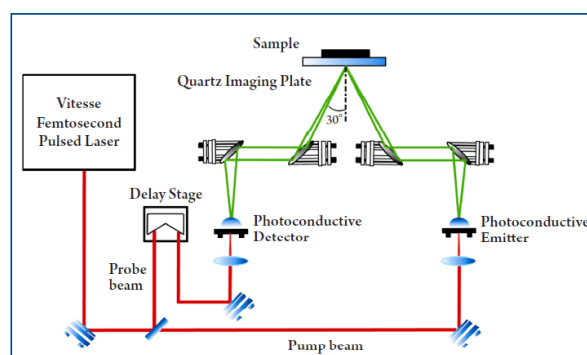 Sample
Quartz Imaging Plate
Vitesse
Femtosecond
Pulsed Laser
30°
Delay Stage
Photoconductive
Detector
Photoconductive
Emitter
Probe
beam
Pump beam